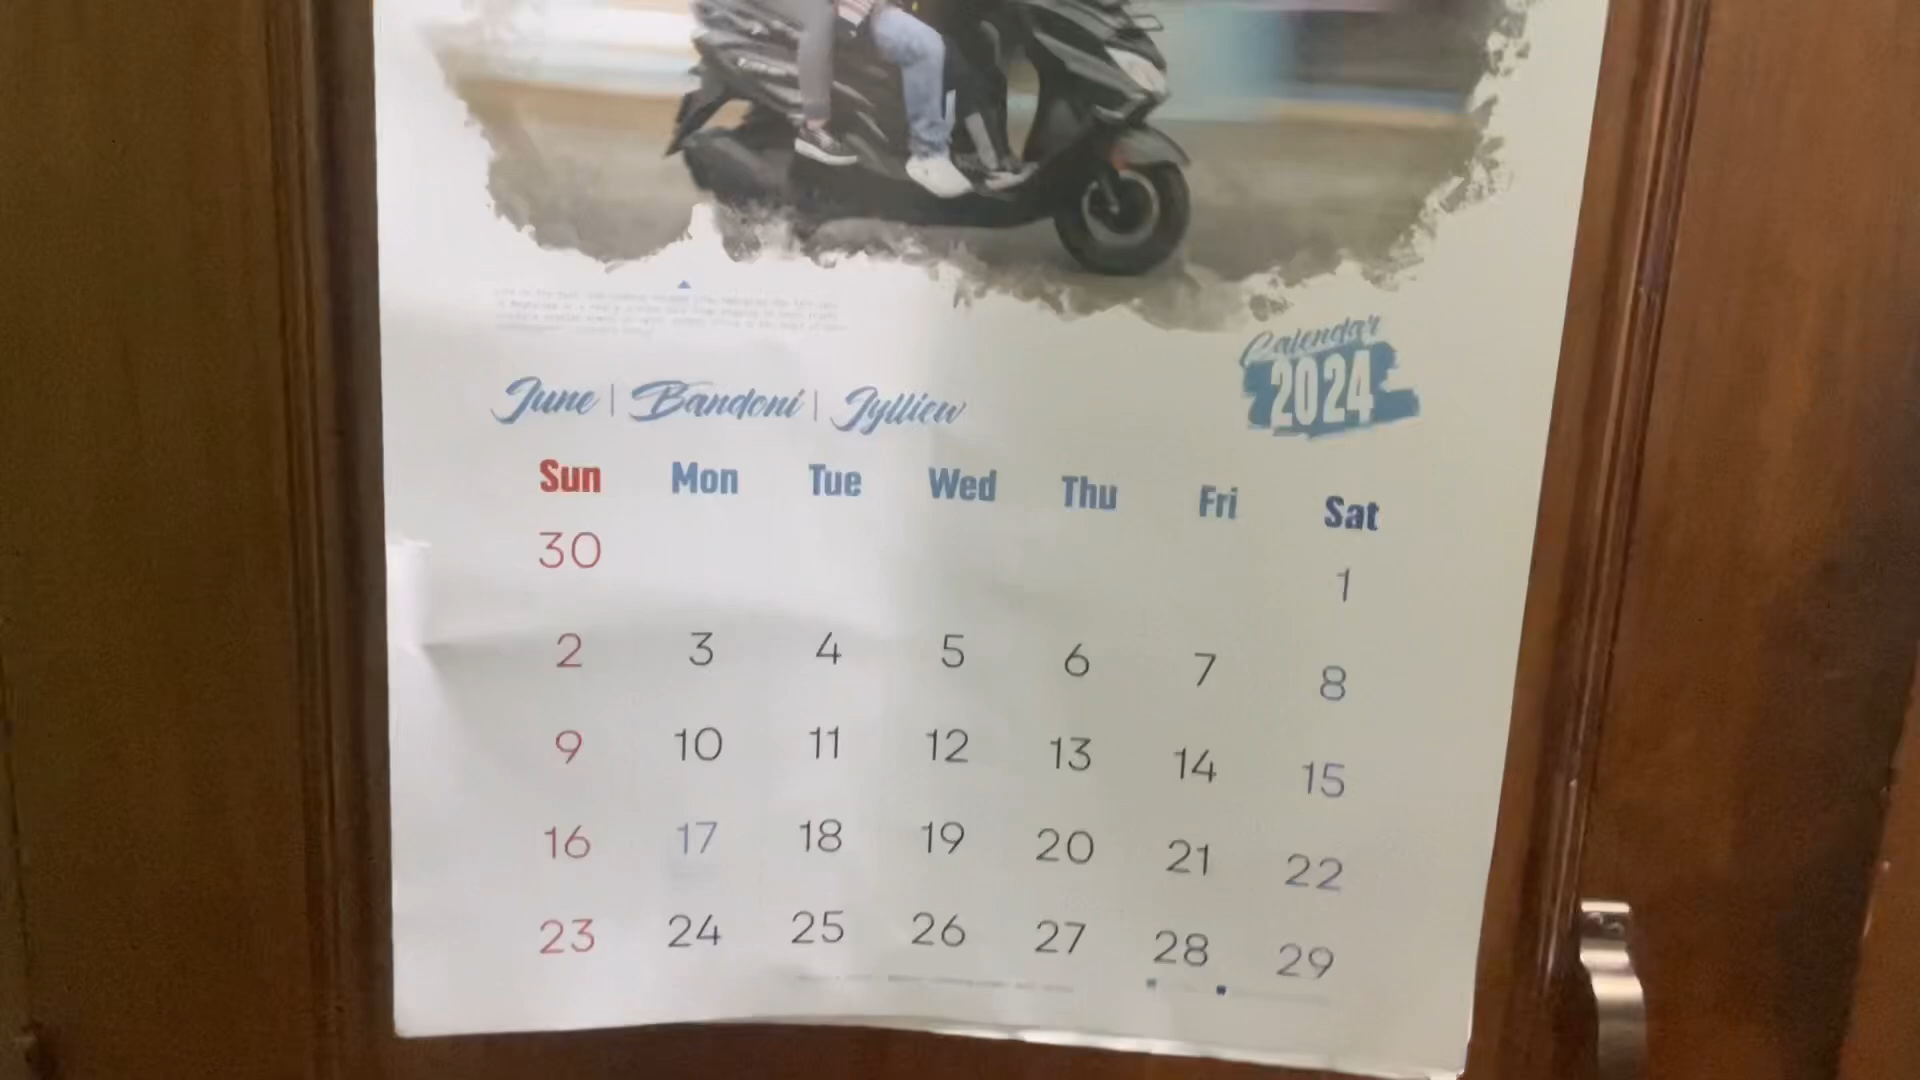 Calendar
2024
June | Bandoni | Jylliew
Sun Mon Tue Wed Thu Fri Sat
30 1
2 3 4 5 6 7 8
9 10 11 12 13 14 15
16 17 18 19 20 21 22
23 24 25 26 27 28 29